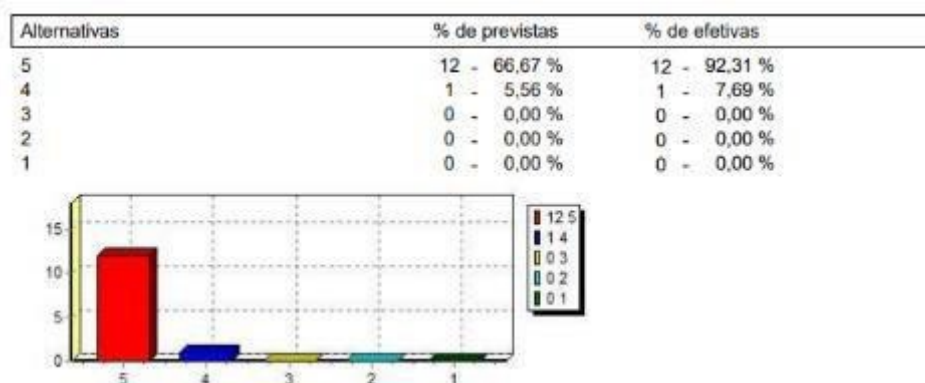 Alternativas % de previstas % de efetivas
5 12 - 66,67 % 12 - 92,31 %
4 1 - 5,56 % 1 - 7,69 %
3 0 - 0,00 % 0 - 0,00 %
2 0 - 0,00 % 0 - 0,00 %
1 0 - 0,00 % 0 - 0,00 %
15
10
5
0
5 4 3 2 1
12 5
1 4
0 3
0 2
0 1